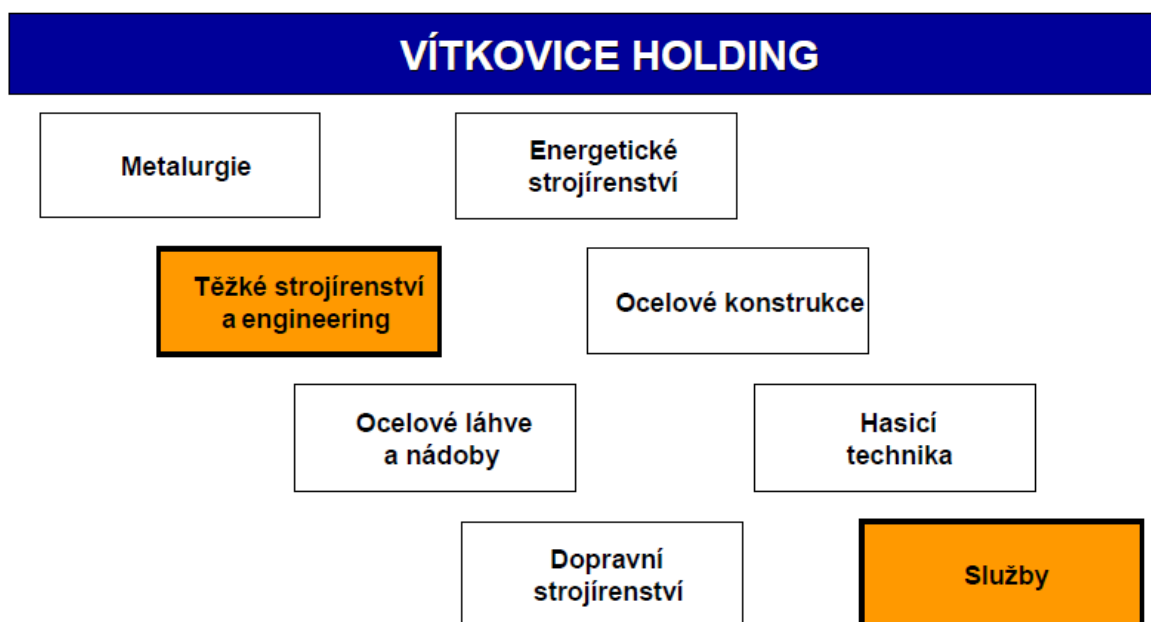 VÍTKOVICE HOLDING
Metalurgie
Energetické
strojírenství
Těžké strojírenství
a engineering
Ocelové konstrukce
Ocelové láhve
a nádoby
Hasicí
technika
Dopravní
strojírenství
Služby